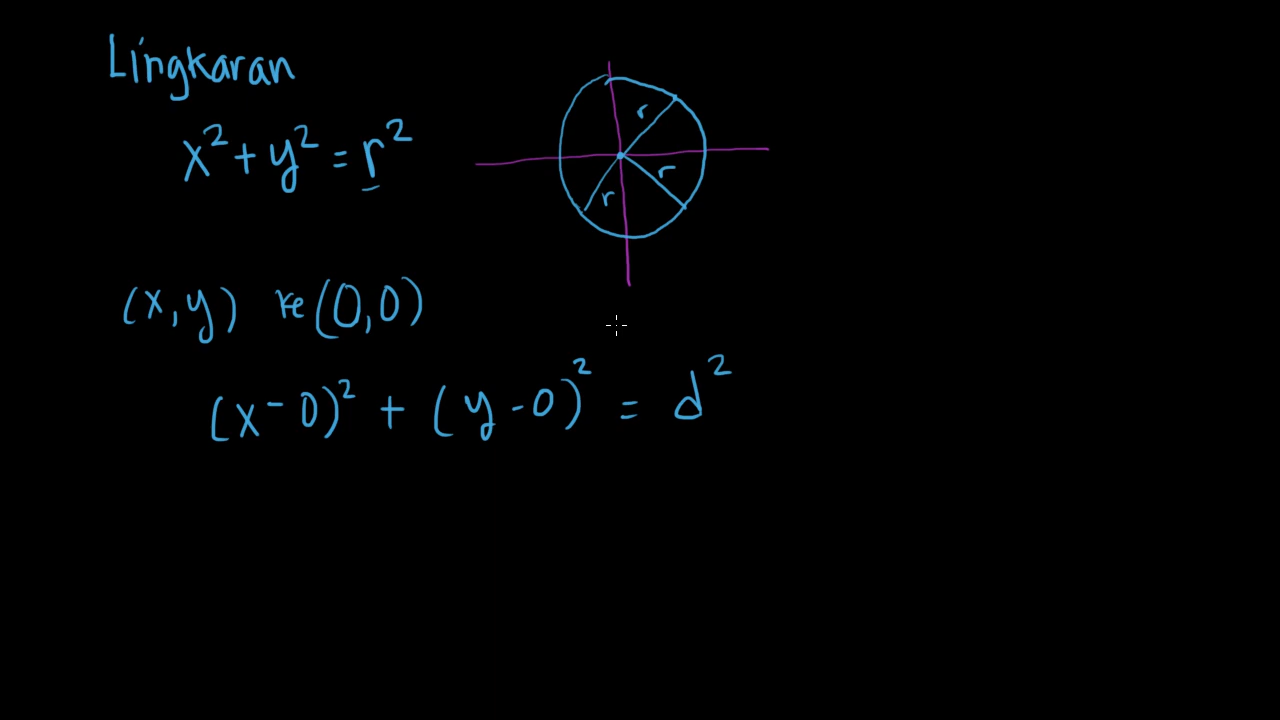 Lingkaran
x² + y² = r²
r
r
r
(x, y) ke (0,0)
(x - 0)² + (y - 0)² = d²